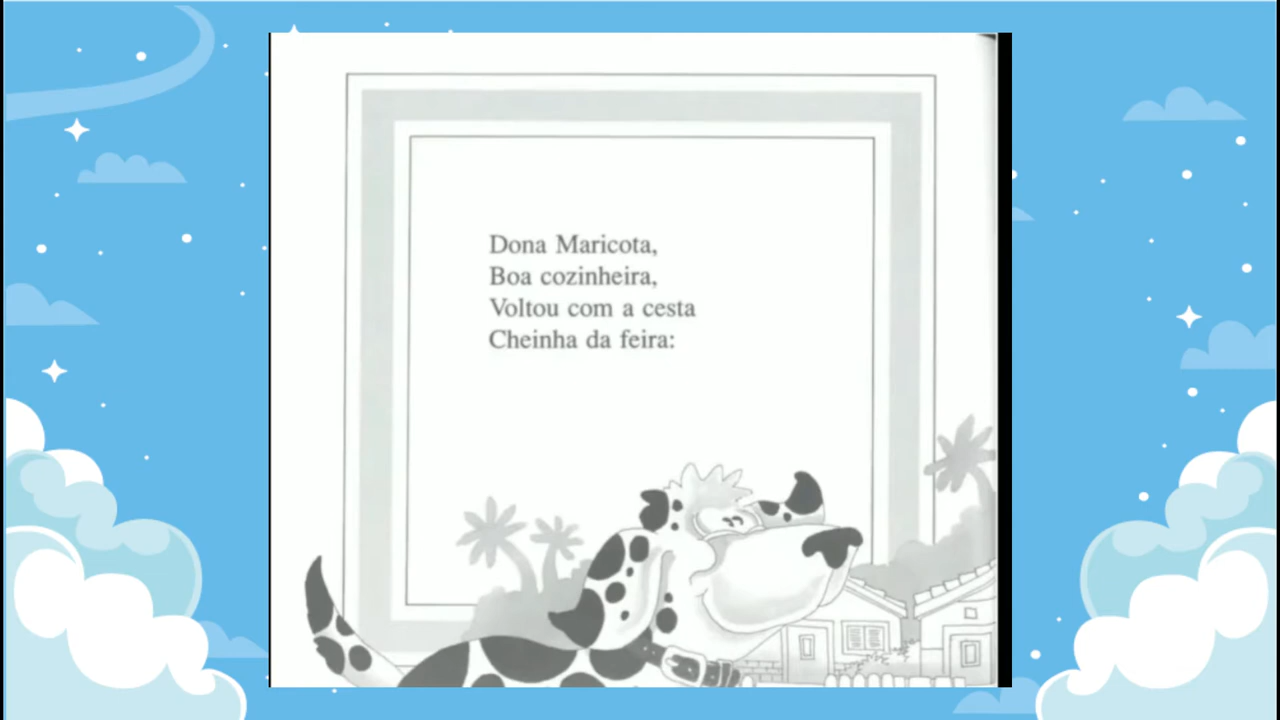 Dona Maricota,
Boa cozinheira,
Voltou com a cesta
Cheinha da feira: